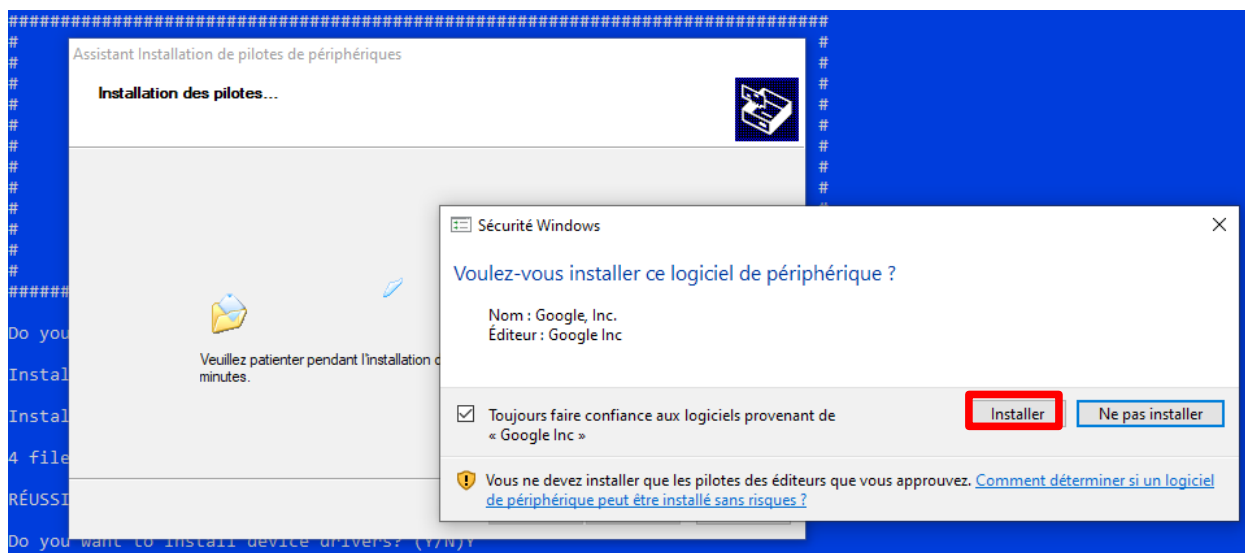 ##############################################################################
# #
Assistant Installation de pilotes de périphériques
# #
Installation des pilotes...
# #
# #
# #
# #
# #
# #
#
#
#
#
######
Sécurité Windows
Voulez-vous installer ce logiciel de périphérique ?
Nom : Google, Inc.
Éditeur : Google Inc
Do you
Veuillez patienter pendant l'installation
minutes.
Instal
Instal
Toujours faire confiance aux logiciels provenant de
« Google Inc »
Installer
Ne pas installer
4 file
Vous ne devez installer que les pilotes des éditeurs que vous approuvez. Comment déterminer si un logiciel
de périphérique peut être installé sans risques ?
RÉUSSI
Do you want to install device drivers? (Y/N)Y